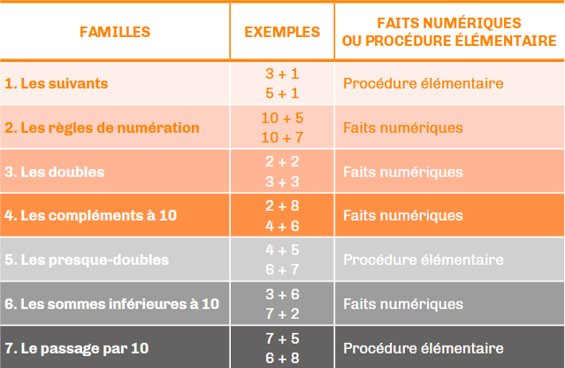 FAMILLES EXEMPLES FAITS NUMÉRIQUES
OU PROCÉDURE ÉLÉMENTAIRE
1. Les suivants 3 + 1 Procédure élémentaire
5 + 1
2. Les règles de numération 10 + 5 Faits numériques
10 + 7
3. Les doubles 2 + 2 Faits numériques
3 + 3
4. Les compléments à 10 2 + 8 Faits numériques
4 + 6
5. Les presque-doubles 4 + 5 Procédure élémentaire
6 + 7
6. Les sommes inférieures à 10 3 + 6 Faits numériques
7 + 2
7. Le passage par 10 7 + 5 Procédure élémentaire
6 + 8